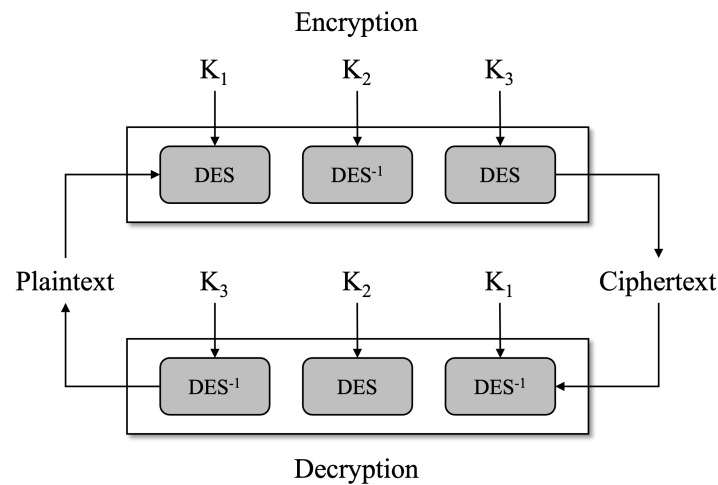 Encryption
K₁ K₂ K₃
DES DES⁻¹ DES
Plaintext K₃ K₂ K₁ Ciphertext
DES⁻¹ DES DES⁻¹
Decryption